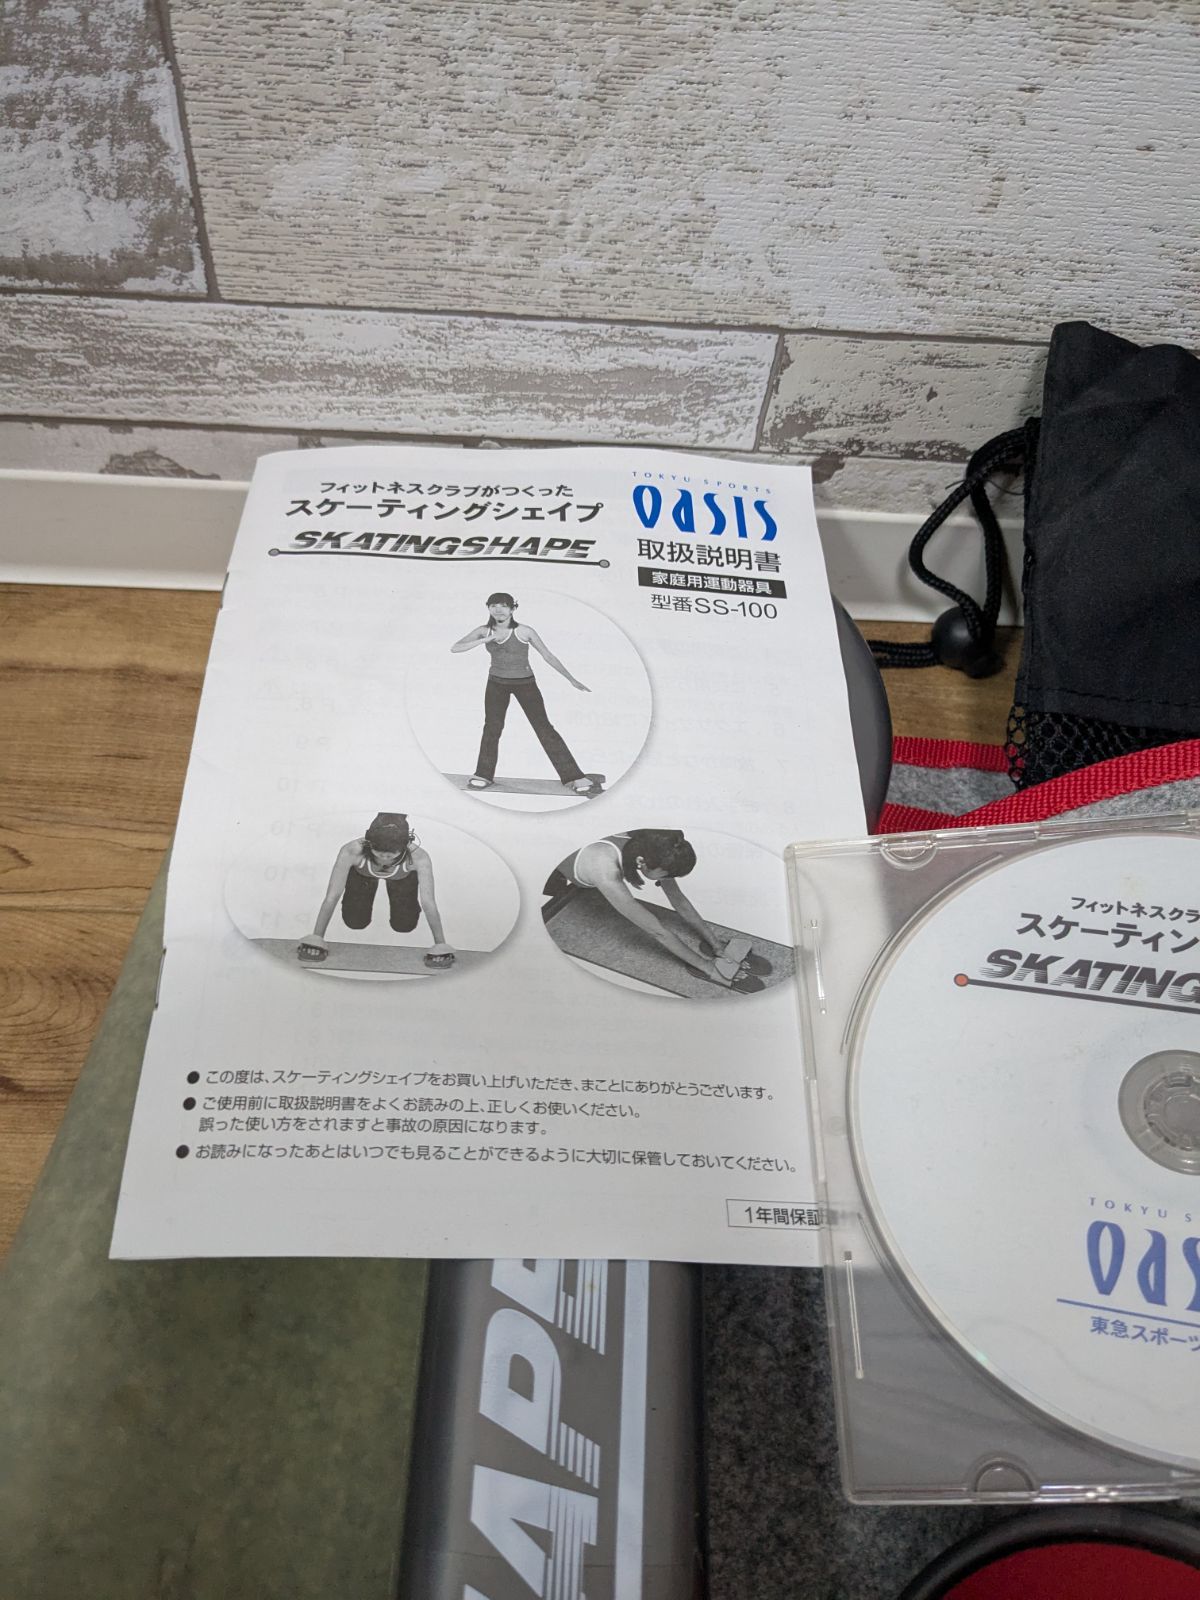 フィットネスクラブがつくった
スケーティングシェイプ
SKATINGSHAPE
TOKYU SPORTS
OASIS
取扱説明書
家庭用運動器具
型番SS-100
● この度は、スケーティングシェイプをお買い上げいただき、まことにありがとうございます。
● ご使用前に取扱説明書をよくお読みの上、正しくお使いください。
誤った使い方をされますと事故の原因になります。
● お読みになったあとはいつでも見ることができるように大切に保管しておいてください。
1年間保証
フィットネスクラ
スケーティン
SKATING
TOKYU S
OAS
東急スポーツ
APE